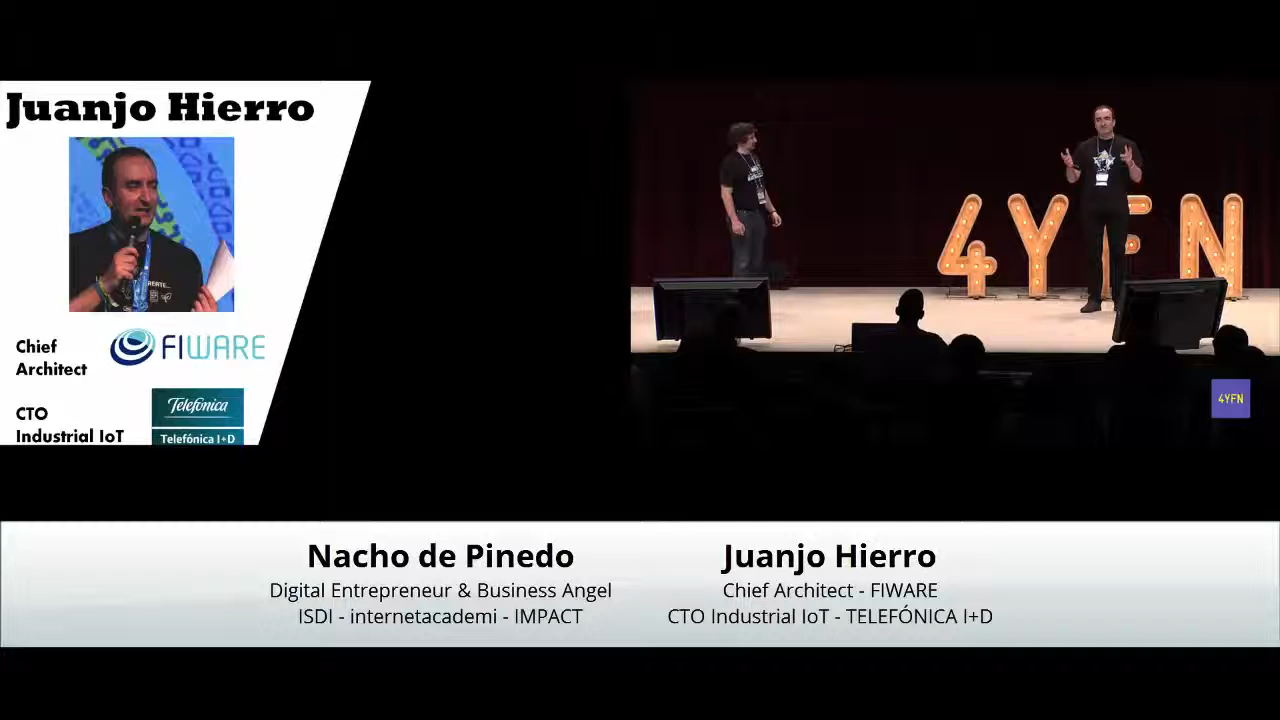 Juanjo Hierro
Chief
Architect
FIWARE
CTO
Industrial IoT
Telefónica
Telefónica I+D
4YFN
4YFN
Nacho de Pinedo
Digital Entrepreneur & Business Angel
ISDI - internetacademi - IMPACT
Juanjo Hierro
Chief Architect - FIWARE
CTO Industrial IoT - TELEFÓNICA I+D